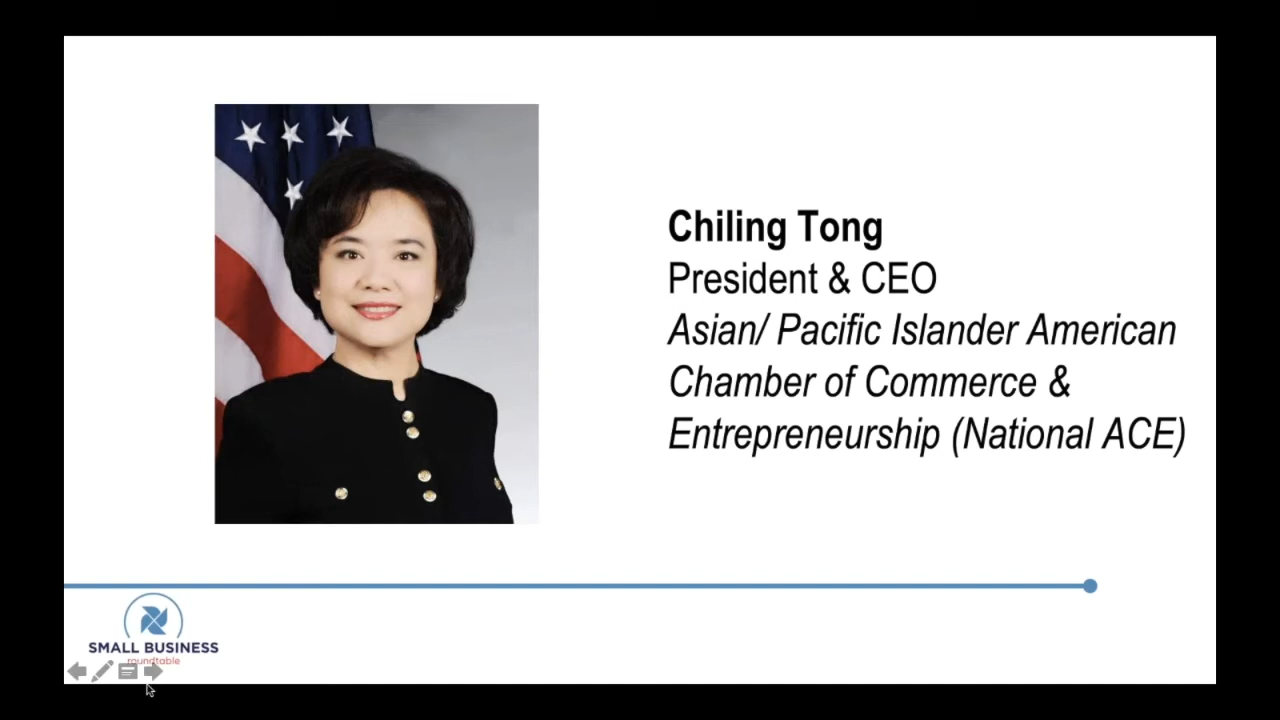 Chiling Tong
President & CEO
Asian/ Pacific Islander American
Chamber of Commerce &
Entrepreneurship (National ACE)
SMALL BUSINESS
roundtable